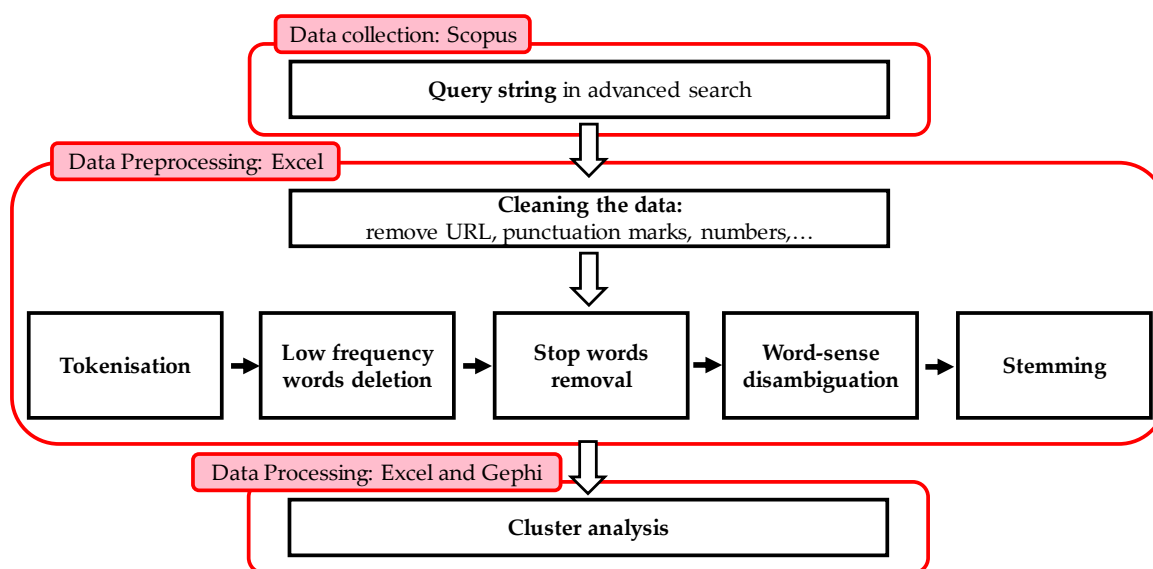 Data collection: Scopus
Query string in advanced search
Data Preprocessing: Excel
Cleaning the data:
remove URL, punctuation marks, numbers,…
Tokenisation
Low frequency
words deletion
Stop words
removal
Word-sense
disambiguation
Stemming
Data Processing: Excel and Gephi
Cluster analysis